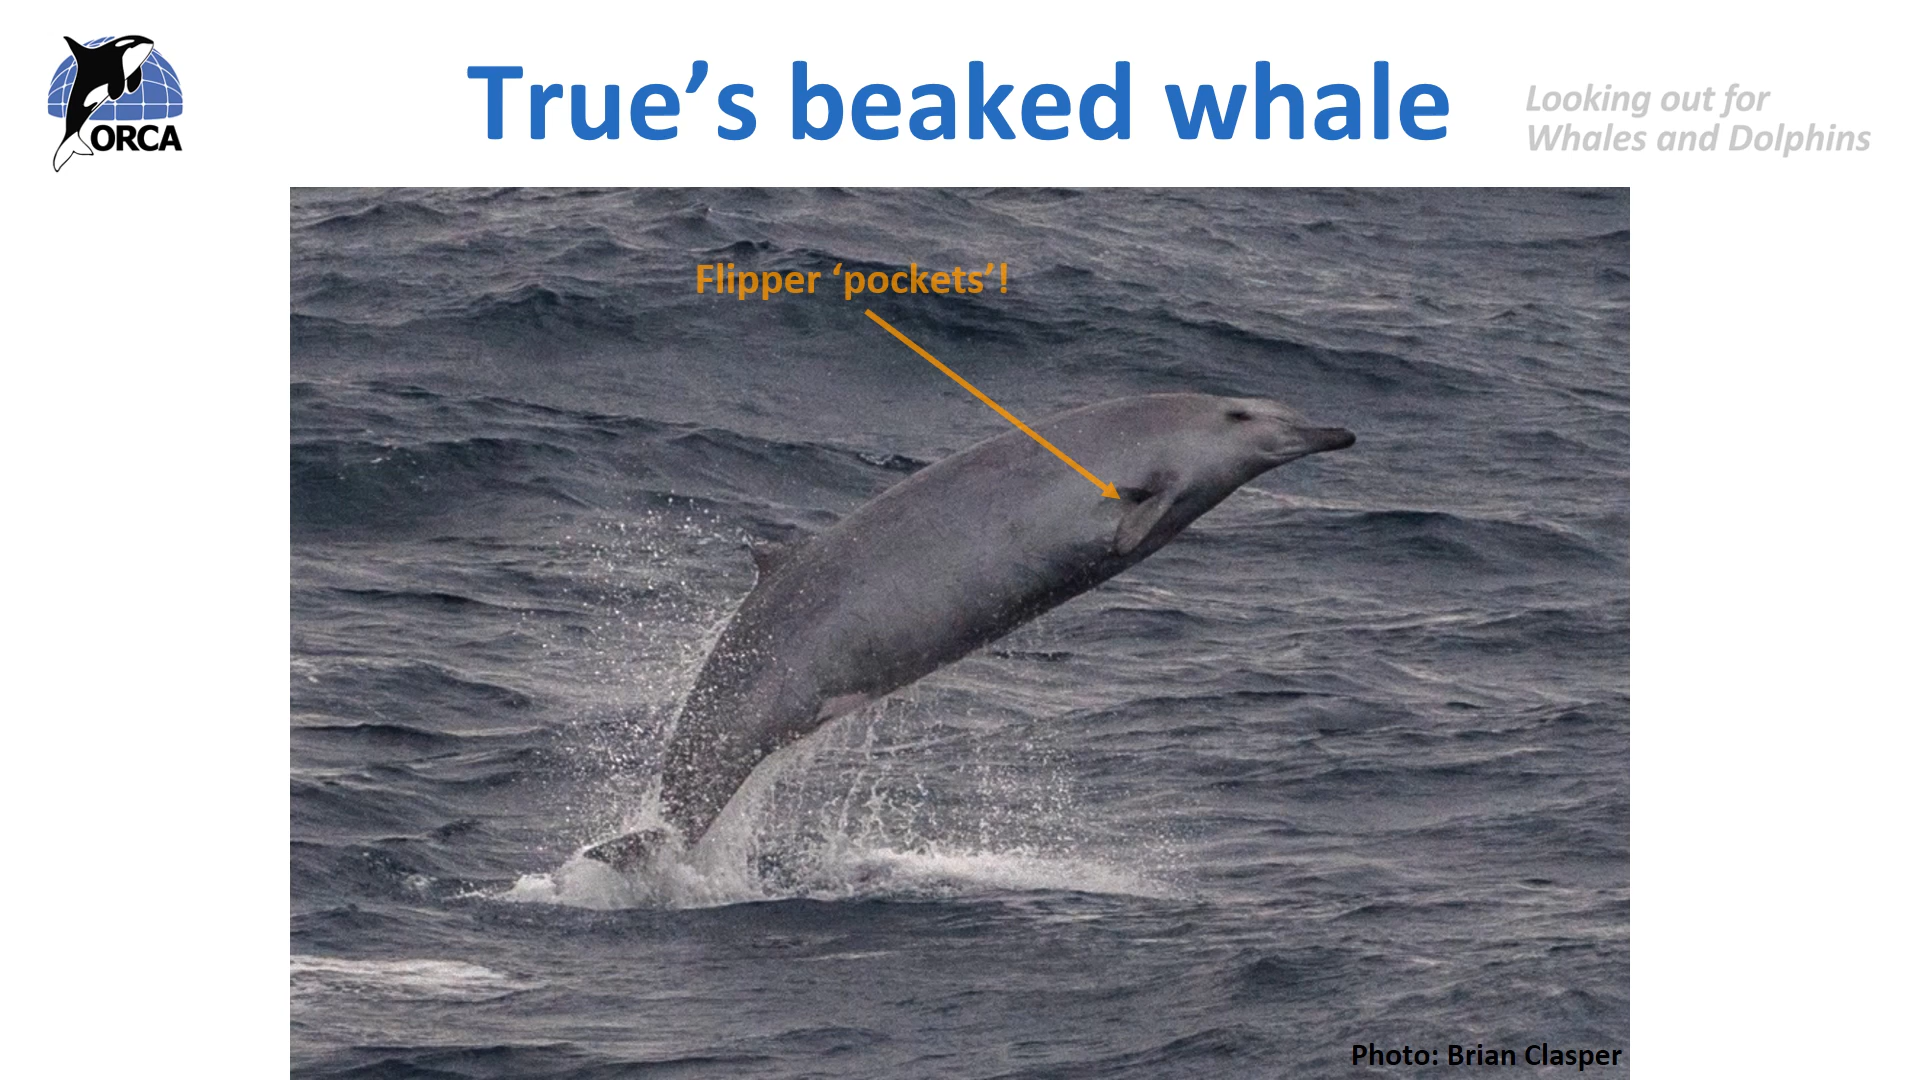 ORCA
True’s beaked whale
Looking out for
Whales and Dolphins
Flipper ‘pockets’!
Photo: Brian Clasper